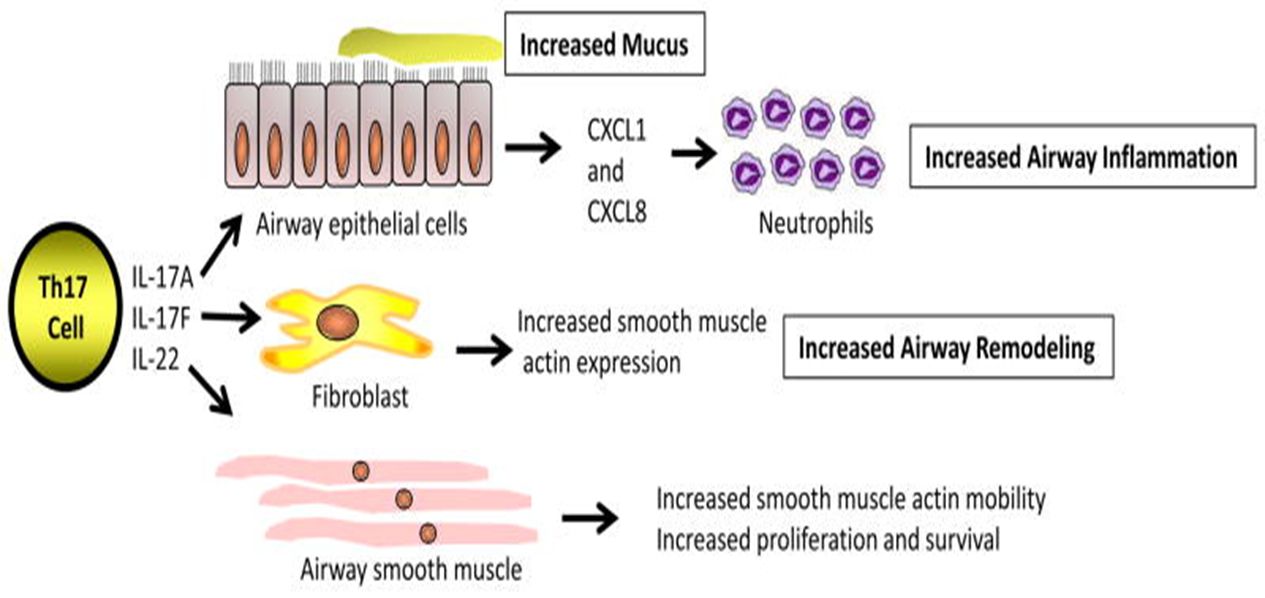 Increased Mucus
CXCL1
and
CXCL8
Increased Airway Inflammation
Airway epithelial cells
Neutrophils
Th17
Cell
IL-17A
IL-17F
IL-22
Fibroblast
Increased smooth muscle
actin expression
Increased Airway Remodeling
Airway smooth muscle
Increased smooth muscle actin mobility
Increased proliferation and survival